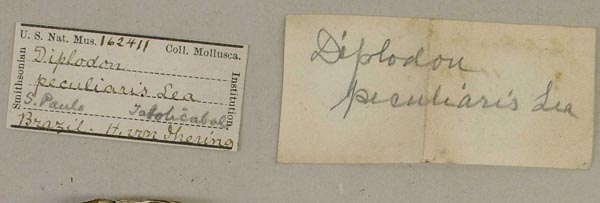 U. S. Nat. Mus. 162411 Coll. Mollusca.
Smithsonian
Institution.
Diplodon
peculiaris Lea
S. Paulo Jaboticabal.
Brazil. H. von Ihering
Diplodon
peculiaris Lea